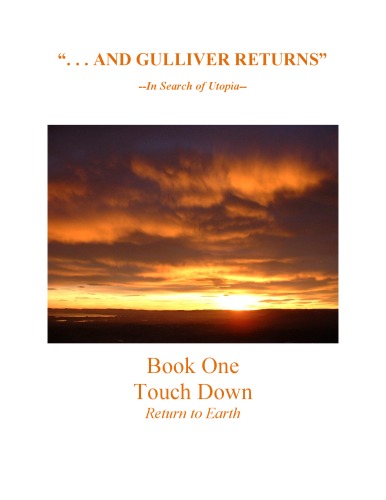 “. . . AND GULLIVER RETURNS”
--In Search of Utopia--
Book One
Touch Down
Return to Earth